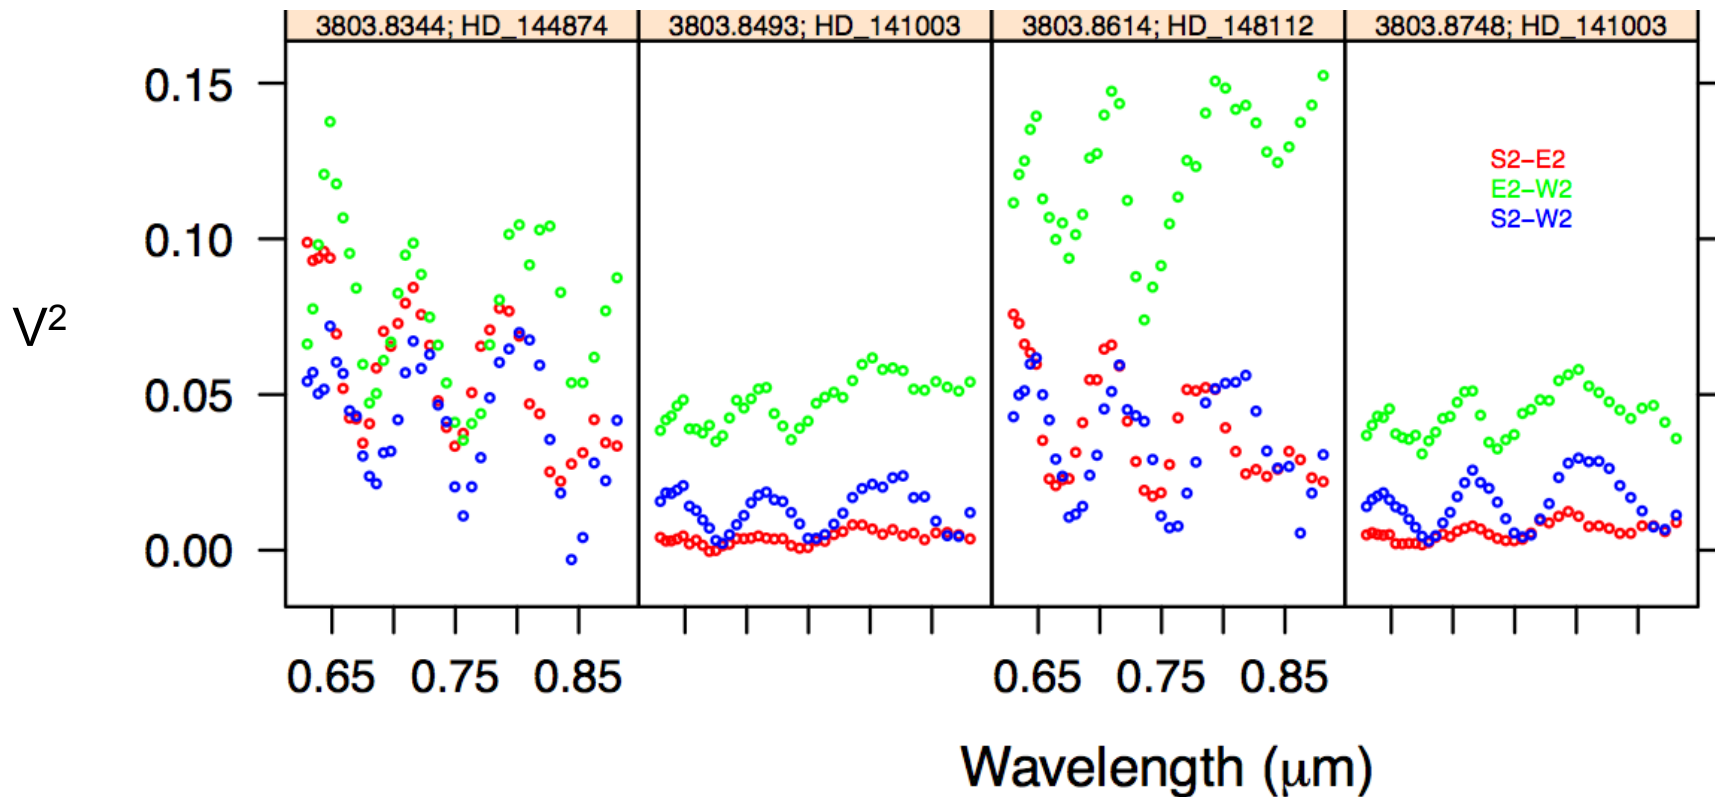 3803.8344; HD_144874 3803.8493; HD_141003 3803.8614; HD_148112 3803.8748; HD_141003
0.15
0.10
0.05
0.00
V²
S2−E2
E2−W2
S2−W2
0.65 0.75 0.85 0.65 0.75 0.85
Wavelength (μm)